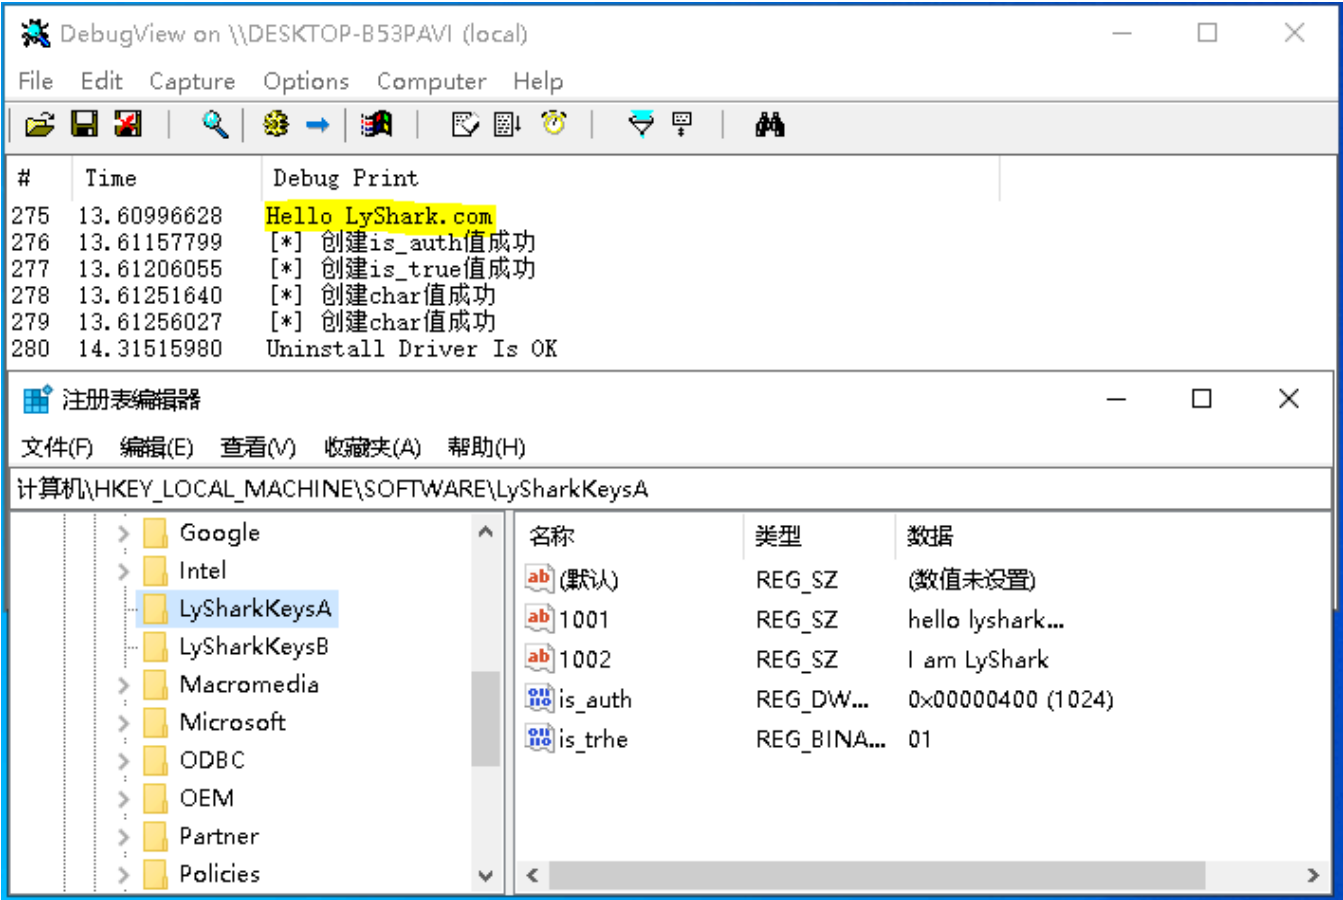 DebugView on \\DESKTOP-B53PAVI (local)
File Edit Capture Options Computer Help
# Time Debug Print
275 13.60996628 Hello LyShark.com
276 13.61157799 [*] 创建is_auth值成功
277 13.61206055 [*] 创建is_true值成功
278 13.61251640 [*] 创建char值成功
279 13.61256027 [*] 创建char值成功
280 14.31515980 Uninstall Driver Is OK
注册表编辑器
文件(F) 编辑(E) 查看(V) 收藏夹(A) 帮助(H)
计算机\HKEY_LOCAL_MACHINE\SOFTWARE\LySharkKeysA
Google
Intel
LySharkKeysA
LySharkKeysB
Macromedia
Microsoft
ODBC
OEM
Partner
Policies
名称 类型 数据
(默认) REG_SZ (数值未设置)
1001 REG_SZ hello lyshark...
1002 REG_SZ I am LyShark
is_auth REG_DW... 0x00000400 (1024)
is_trhe REG_BINA... 01